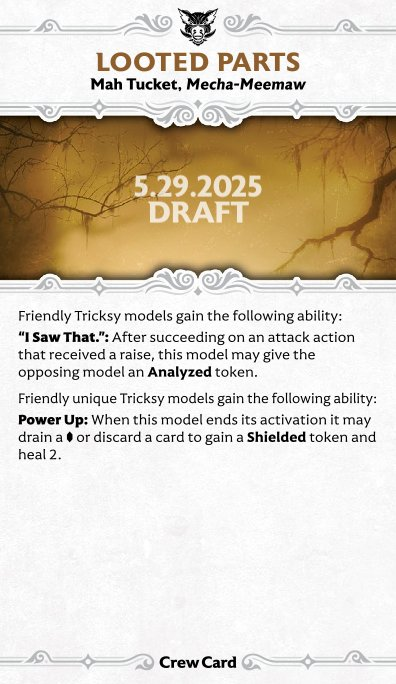 LOOTED PARTS
Mah Tucket, Mecha-Meemaw
5.29.2025
DRAFT
Friendly Tricksy models gain the following ability:
“I Saw That.”: After succeeding on an attack action
that received a raise, this model may give the
opposing model an Analyzed token.
Friendly unique Tricksy models gain the following ability:
Power Up: When this model ends its activation it may
drain a or discard a card to gain a Shielded token and
heal 2.
Crew Card